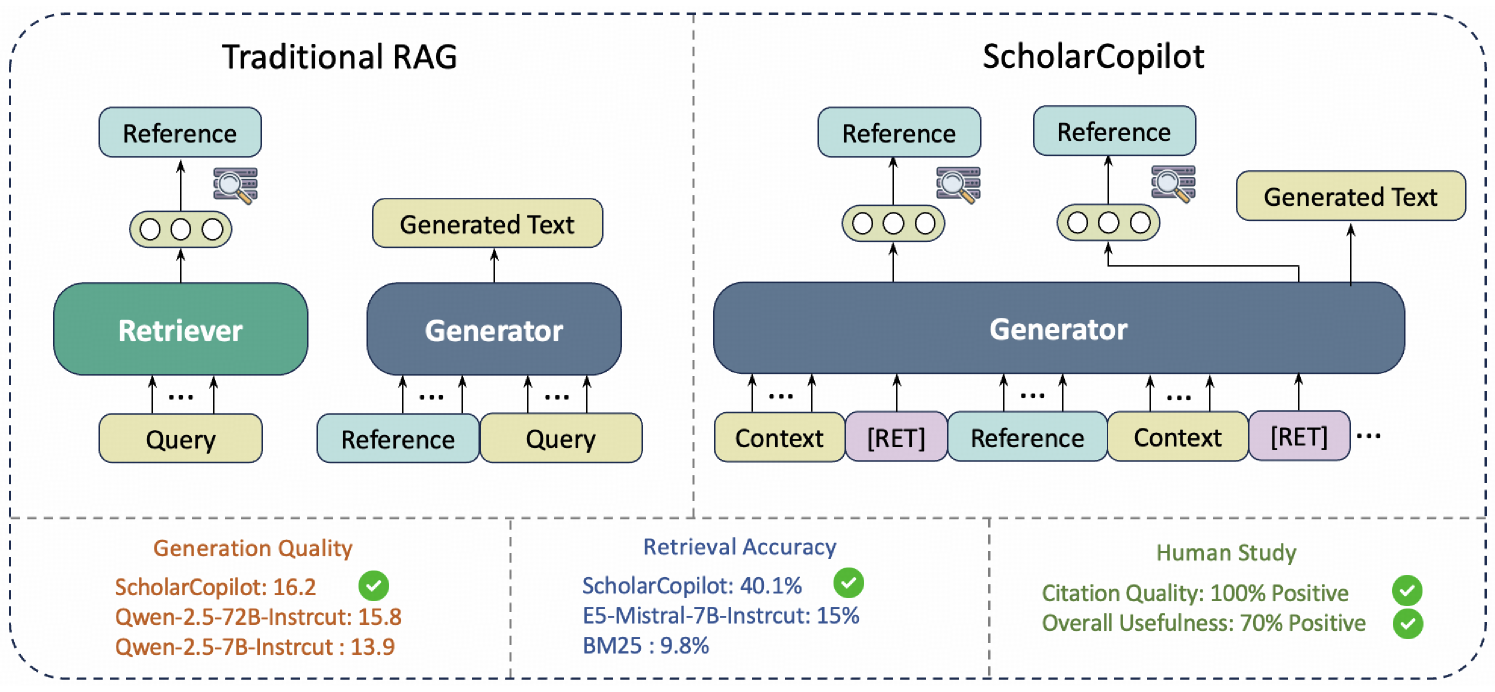 Traditional RAG
Reference
Generated Text
Retriever
Generator
...
...
...
Query
Reference
Query
ScholarCopilot
Reference
Reference
Generated Text
Generator
...
...
...
Context
[RET]
Reference
Context
[RET]
...
Generation Quality
ScholarCopilot: 16.2
Qwen-2.5-72B-Instrcut: 15.8
Qwen-2.5-7B-Instrcut : 13.9
Retrieval Accuracy
ScholarCopilot: 40.1%
E5-Mistral-7B-Instrcut: 15%
BM25 : 9.8%
Human Study
Citation Quality: 100% Positive
Overall Usefulness: 70% Positive